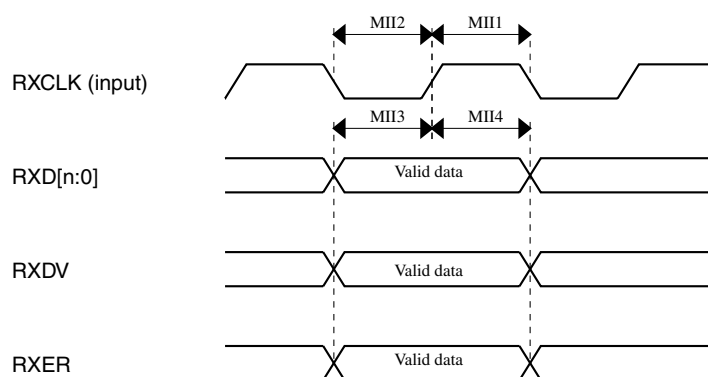 MII2 MII1
RXCLK (input)
MII3 MII4
RXD[n:0] Valid data
RXDV Valid data
RXER Valid data